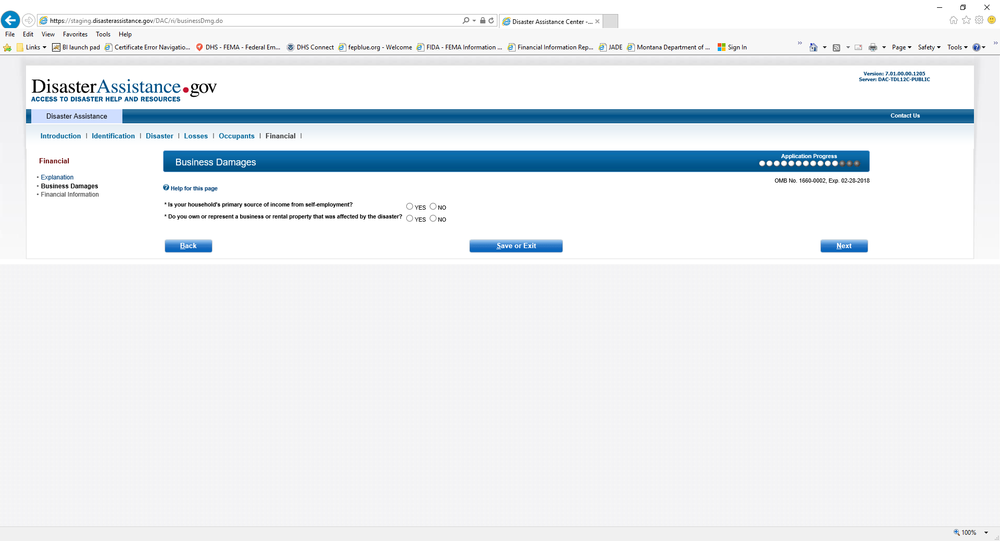 https://staging.disasterassistance.gov/DAC/ri/businessDmg.do
Disaster Assistance Center -...
File Edit View Favorites Tools Help
Links BI launch pad Certificate Error Navigatio... DHS - FEMA - Federal Em... DHS Connect fepblue.org - Welcome FIDA - FEMA Information ... Financial Information Rep... JADE Montana Department of ... Sign In » Page Safety Tools »
Version: 7.01.00.00.1205
Server: DAC-TDL12C-PUBLIC
DisasterAssistance.gov
ACCESS TO DISASTER HELP AND RESOURCES
Disaster Assistance
Contact Us
Introduction | Identification | Disaster | Losses | Occupants | Financial |
Financial
• Explanation
• Business Damages
• Financial Information
Business Damages
Application Progress
OMB No. 1660-0002, Exp. 02-28-2018
? Help for this page
* Is your household's primary source of income from self-employment? YES NO
* Do you own or represent a business or rental property that was affected by the disaster? YES NO
Back
Save or Exit
Next
100%